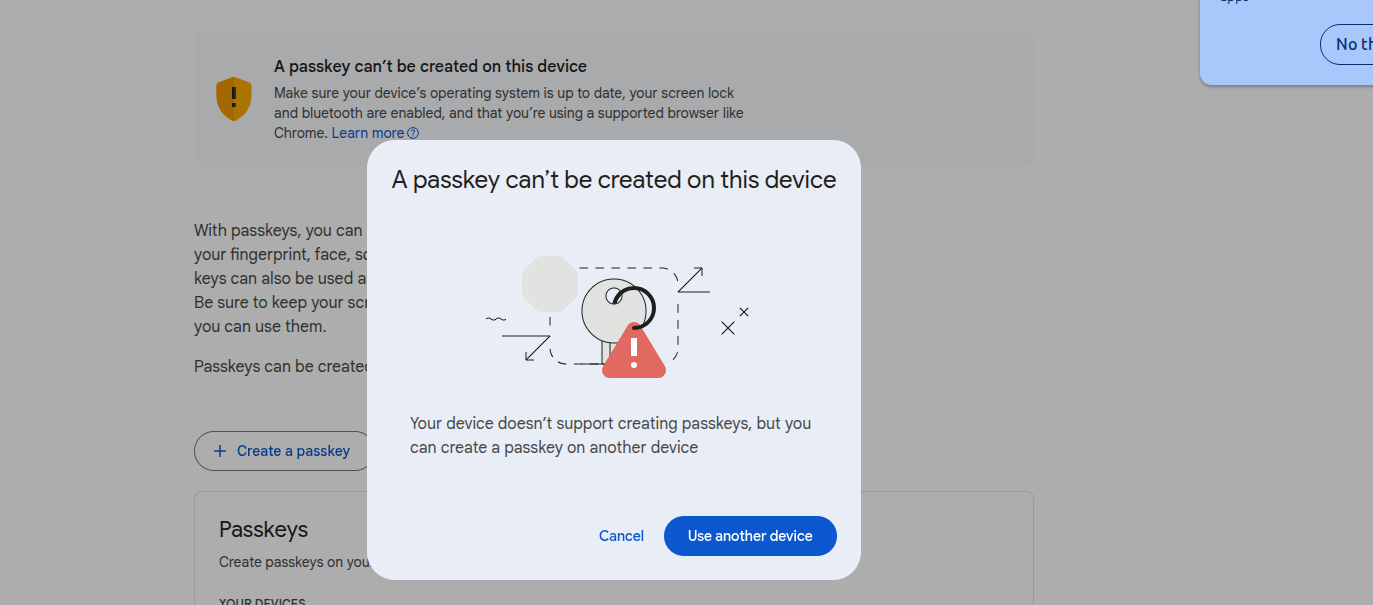 No th
A passkey can’t be created on this device
Make sure your device’s operating system is up to date, your screen lock
and bluetooth are enabled, and that you’re using a supported browser like
Chrome. Learn more
A passkey can’t be created on this device
With passkeys, you can
your fingerprint, face,
keys can also be used
Be sure to keep your
you can use them.
Passkeys can be created
Your device doesn’t support creating passkeys, but you
can create a passkey on another device
Create a passkey
Cancel
Use another device
Passkeys
Create passkeys on you
YOUR DEVICES